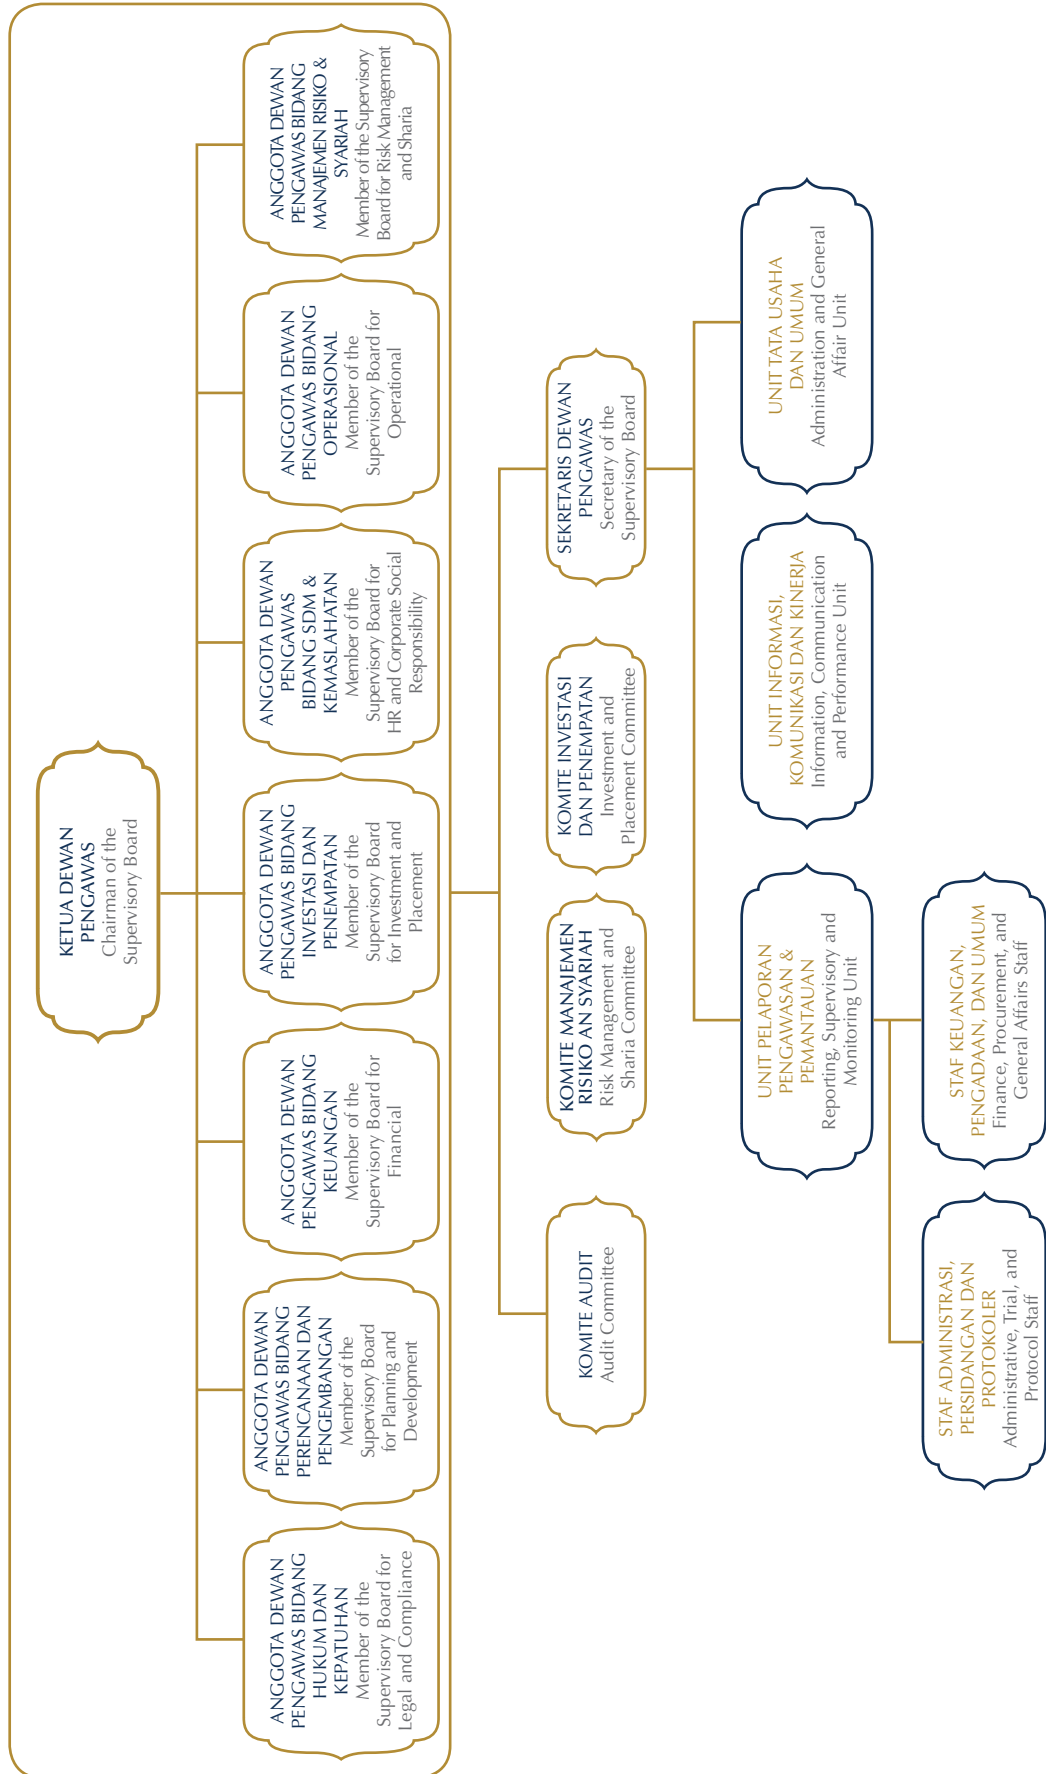 KETUA DEWAN
PENGAWAS
Chairman of the
Supervisory Board
ANGGOTA DEWAN
PENGAWAS BIDANG
HUKUM DAN
KEPATUHAN
Member of the
Supervisory Board for
Legal and Compliance
ANGGOTA DEWAN
PENGAWAS BIDANG
PERENCANAAN DAN
PENGEMBANGAN
Member of the
Supervisory Board
for Planning and
Development
ANGGOTA DEWAN
PENGAWAS BIDANG
KEUANGAN
Member of the
Supervisory Board for
Financial
ANGGOTA DEWAN
PENGAWAS BIDANG
INVESTASI DAN
PENEMPATAN
Member of the
Supervisory Board
for Investment and
Placement
ANGGOTA DEWAN
PENGAWAS
BIDANG SDM &
KEMASLAHATAN
Member of the
Supervisory Board for
HR and Corporate Social
Responsibility
ANGGOTA DEWAN
PENGAWAS BIDANG
OPERASIONAL
Member of the
Supervisory Board for
Operational
ANGGOTA DEWAN
PENGAWAS BIDANG
MANAJEMEN RISIKO &
SYARIAH
Member of the Supervisory
Board for Risk Management
and Sharia
KOMITE AUDIT
Audit Committee
KOMITE MANAJEMEN
RISIKO AN SYARIAH
Risk Management and
Sharia Committee
KOMITE INVESTASI
DAN PENEMPATAN
Investment and
Placement Committee
SEKRETARIS DEWAN
PENGAWAS
Secretary of the
Supervisory Board
UNIT PELAPORAN
PENGAWASAN &
PEMANTAUAN
Reporting, Supervisory and
Monitoring Unit
UNIT INFORMASI,
KOMUNIKASI DAN KINERJA
Information, Communication
and Performance Unit
UNIT TATA USAHA
DAN UMUM
Administration and General
Affair Unit
STAF ADMINISTRASI,
PERSIDANGAN DAN
PROTOKOLER
Administrative, Trial, and
Protocol Staff
STAF KEUANGAN,
PENGADAAN, DAN UMUM
Finance, Procurement, and
General Affairs Staff